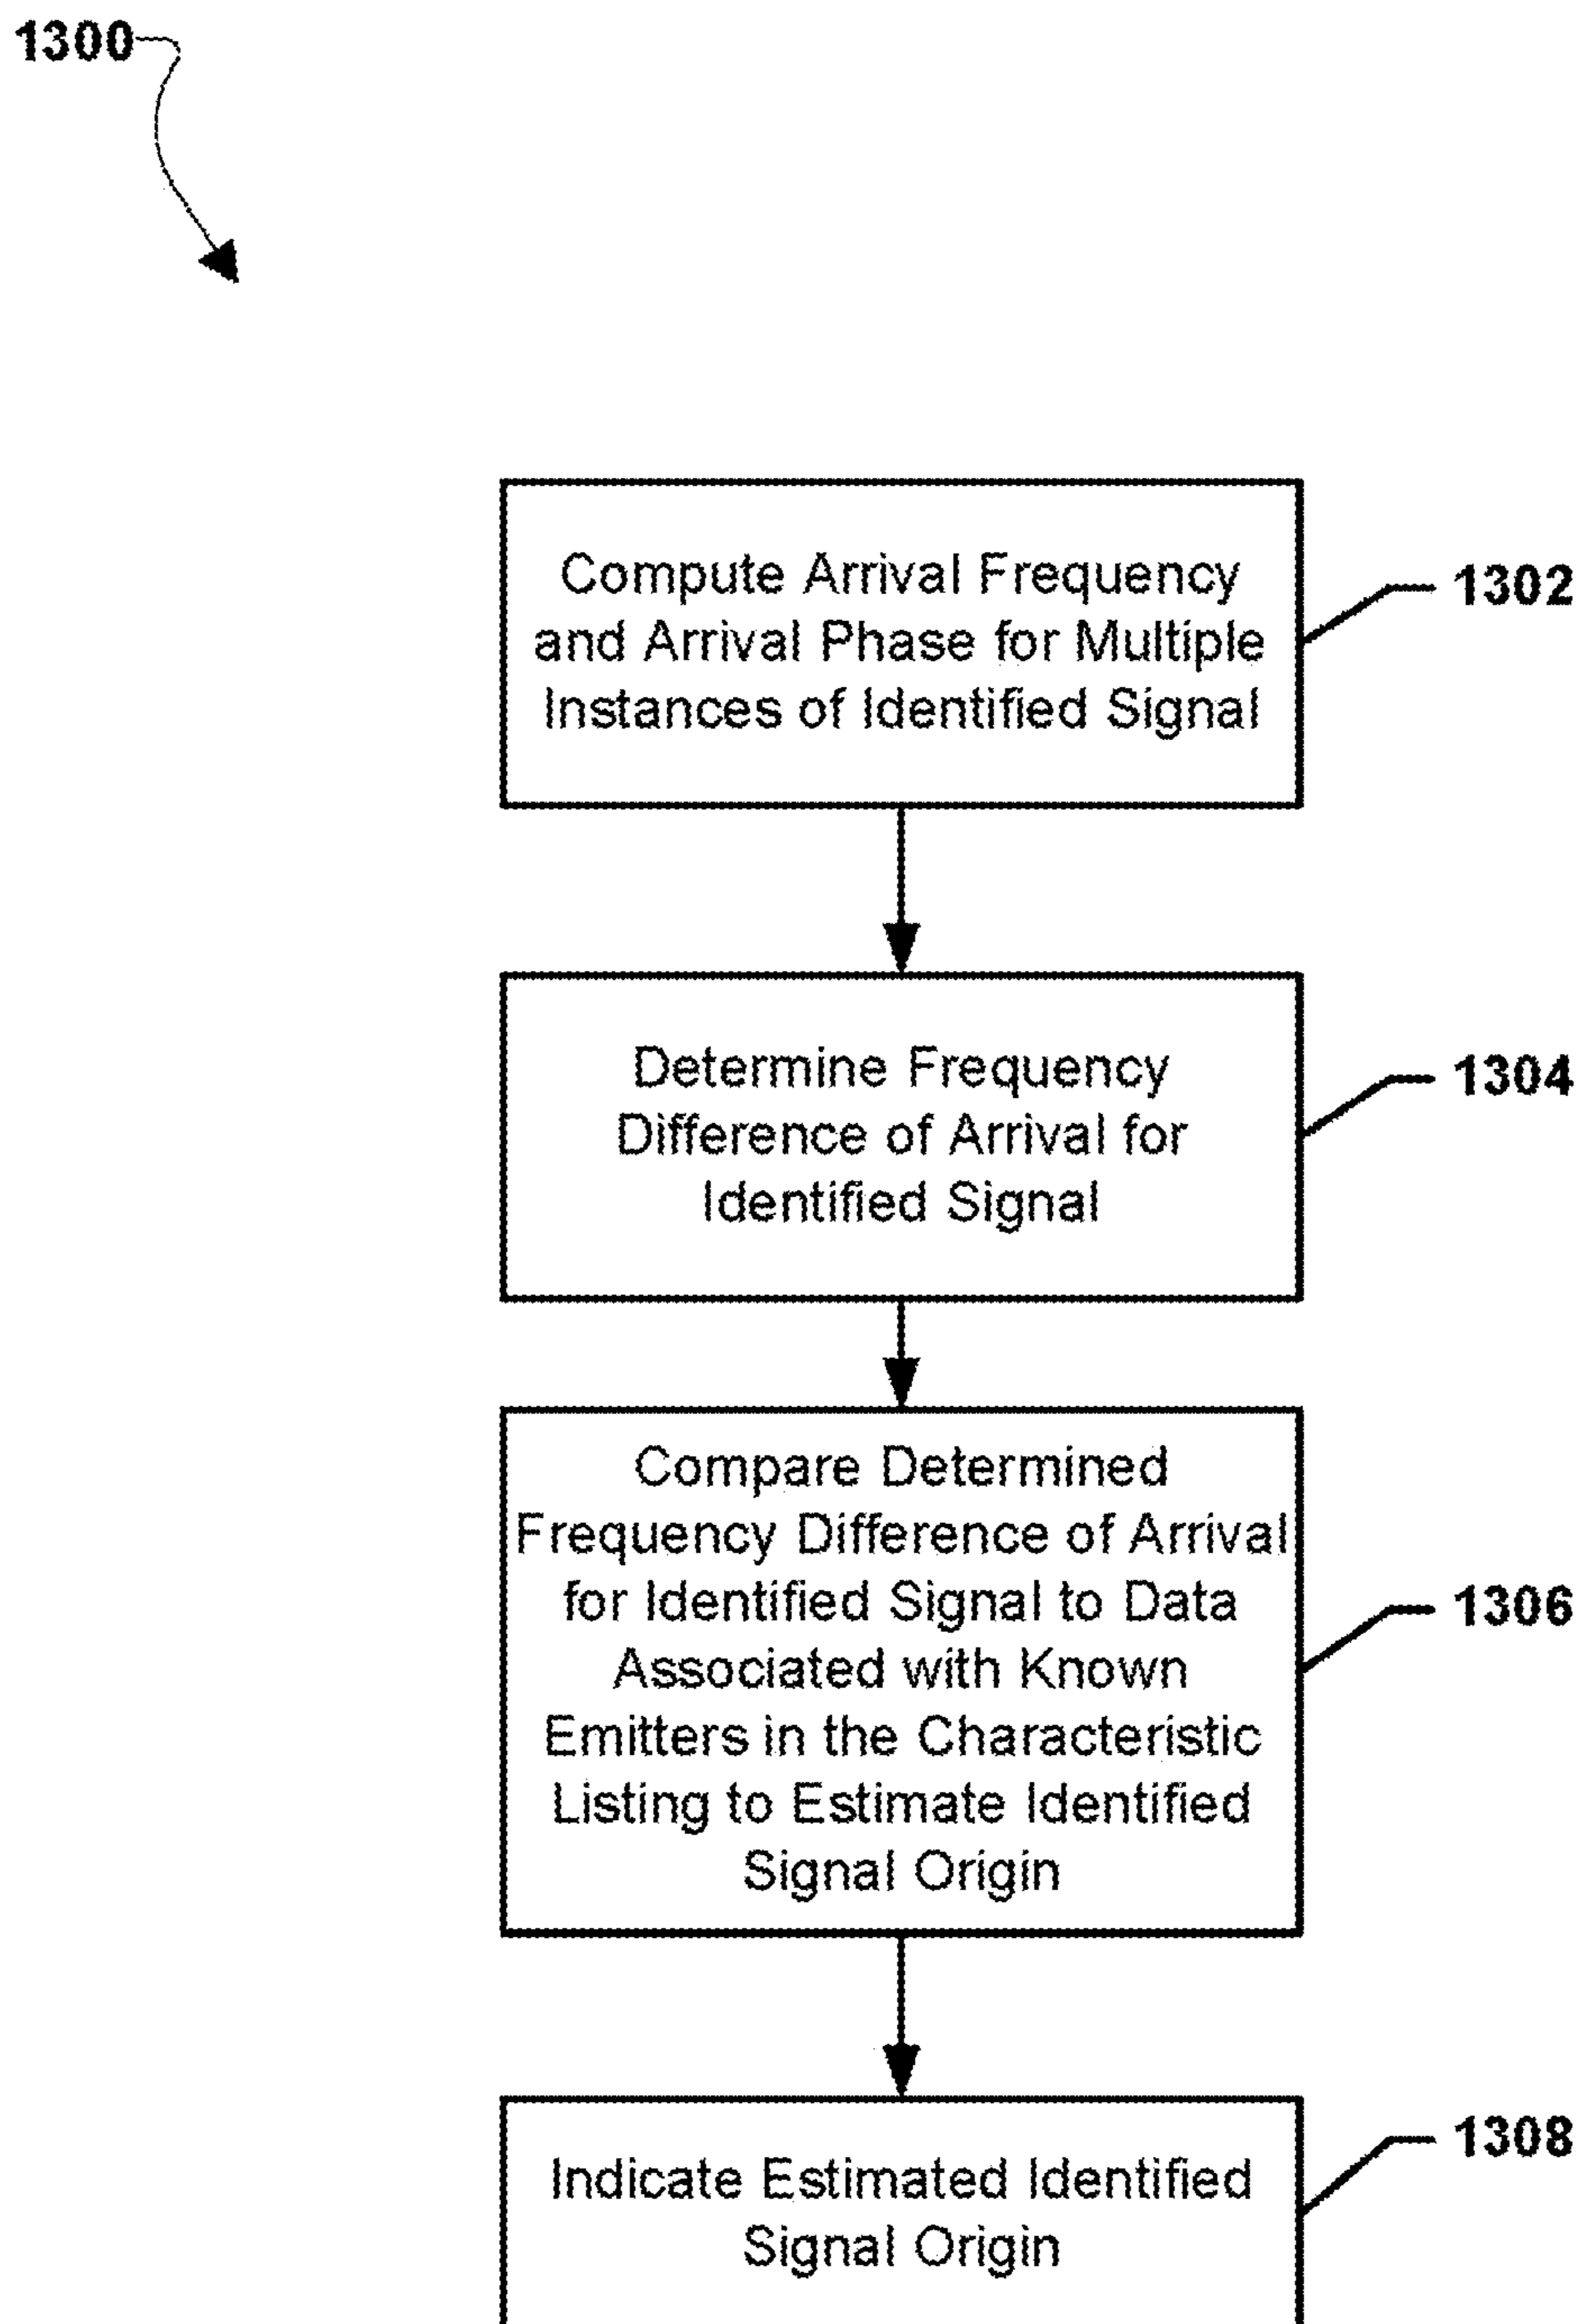 1300
Compute Arrival Frequency
and Arrival Phase for Multiple
Instances of Identified Signal
1302
Determine Frequency
Difference of Arrival for
Identified Signal
1304
Compare Determined
Frequency Difference of Arrival
for Identified Signal to Data
Associated with Known
Emitters in the Characteristic
Listing to Estimate Identified
Signal Origin
1306
Indicate Estimated Identified
Signal Origin
1308